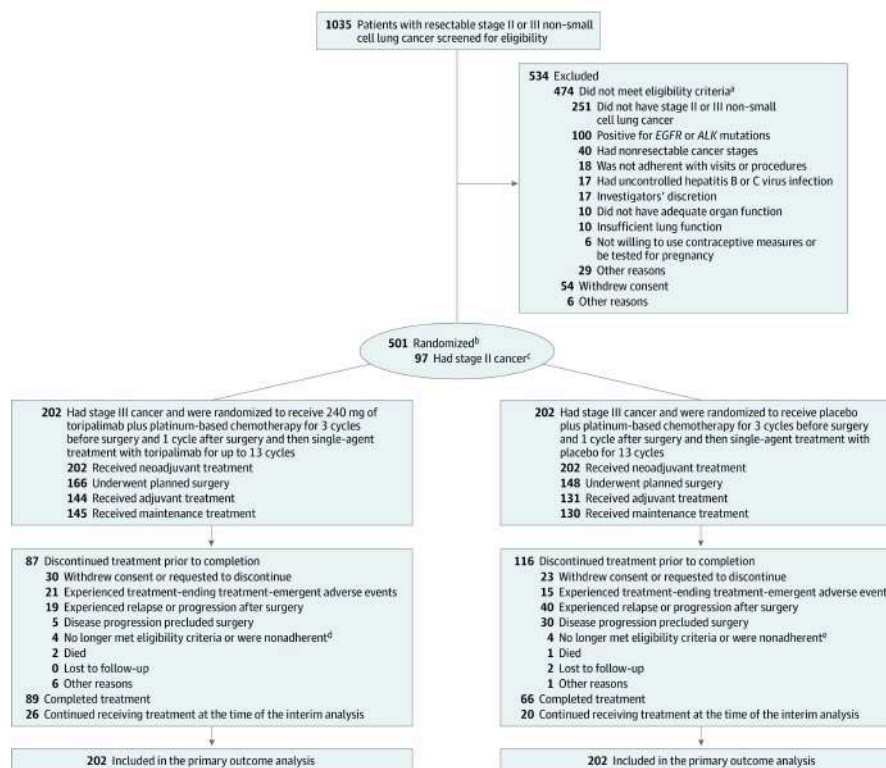 1035 Patients with resectable stage II or III non-small
cell lung cancer screened for eligibility
534 Excluded
474 Did not meet eligibility criteriaᵃ
251 Did not have stage II or III non-small
cell lung cancer
100 Positive for EGFR or ALK mutations
40 Had nonresectable cancer stages
18 Was not adherent with visits or procedures
17 Had uncontrolled hepatitis B or C virus infection
17 Investigators' discretion
10 Did not have adequate organ function
10 Insufficient lung function
6 Not willing to use contraceptive measures or
be tested for pregnancy
29 Other reasons
54 Withdrew consent
6 Other reasons
501 Randomizedᵇ
97 Had stage II cancerᶜ
202 Had stage III cancer and were randomized to receive 240 mg of
toripalimab plus platinum-based chemotherapy for 3 cycles
before surgery and 1 cycle after surgery and then single-agent
treatment with toripalimab for up to 13 cycles
202 Received neoadjuvant treatment
166 Underwent planned surgery
144 Received adjuvant treatment
145 Received maintenance treatment
202 Had stage III cancer and were randomized to receive placebo
plus platinum-based chemotherapy for 3 cycles before surgery
and 1 cycle after surgery and then single-agent treatment with
placebo for 13 cycles
202 Received neoadjuvant treatment
148 Underwent planned surgery
131 Received adjuvant treatment
130 Received maintenance treatment
87 Discontinued treatment prior to completion
30 Withdrew consent or requested to discontinue
21 Experienced treatment-ending treatment-emergent adverse events
19 Experienced relapse or progression after surgery
5 Disease progression precluded surgery
4 No longer met eligibility criteria or were nonadherentᵈ
2 Died
0 Lost to follow-up
6 Other reasons
89 Completed treatment
26 Continued receiving treatment at the time of the interim analysis
116 Discontinued treatment prior to completion
23 Withdrew consent or requested to discontinue
15 Experienced treatment-ending treatment-emergent adverse event
40 Experienced relapse or progression after surgery
30 Disease progression precluded surgery
4 No longer met eligibility criteria or were nonadherentᵉ
1 Died
2 Lost to follow-up
1 Other reasons
66 Completed treatment
20 Continued receiving treatment at the time of the interim analysis
202 Included in the primary outcome analysis
202 Included in the primary outcome analysis